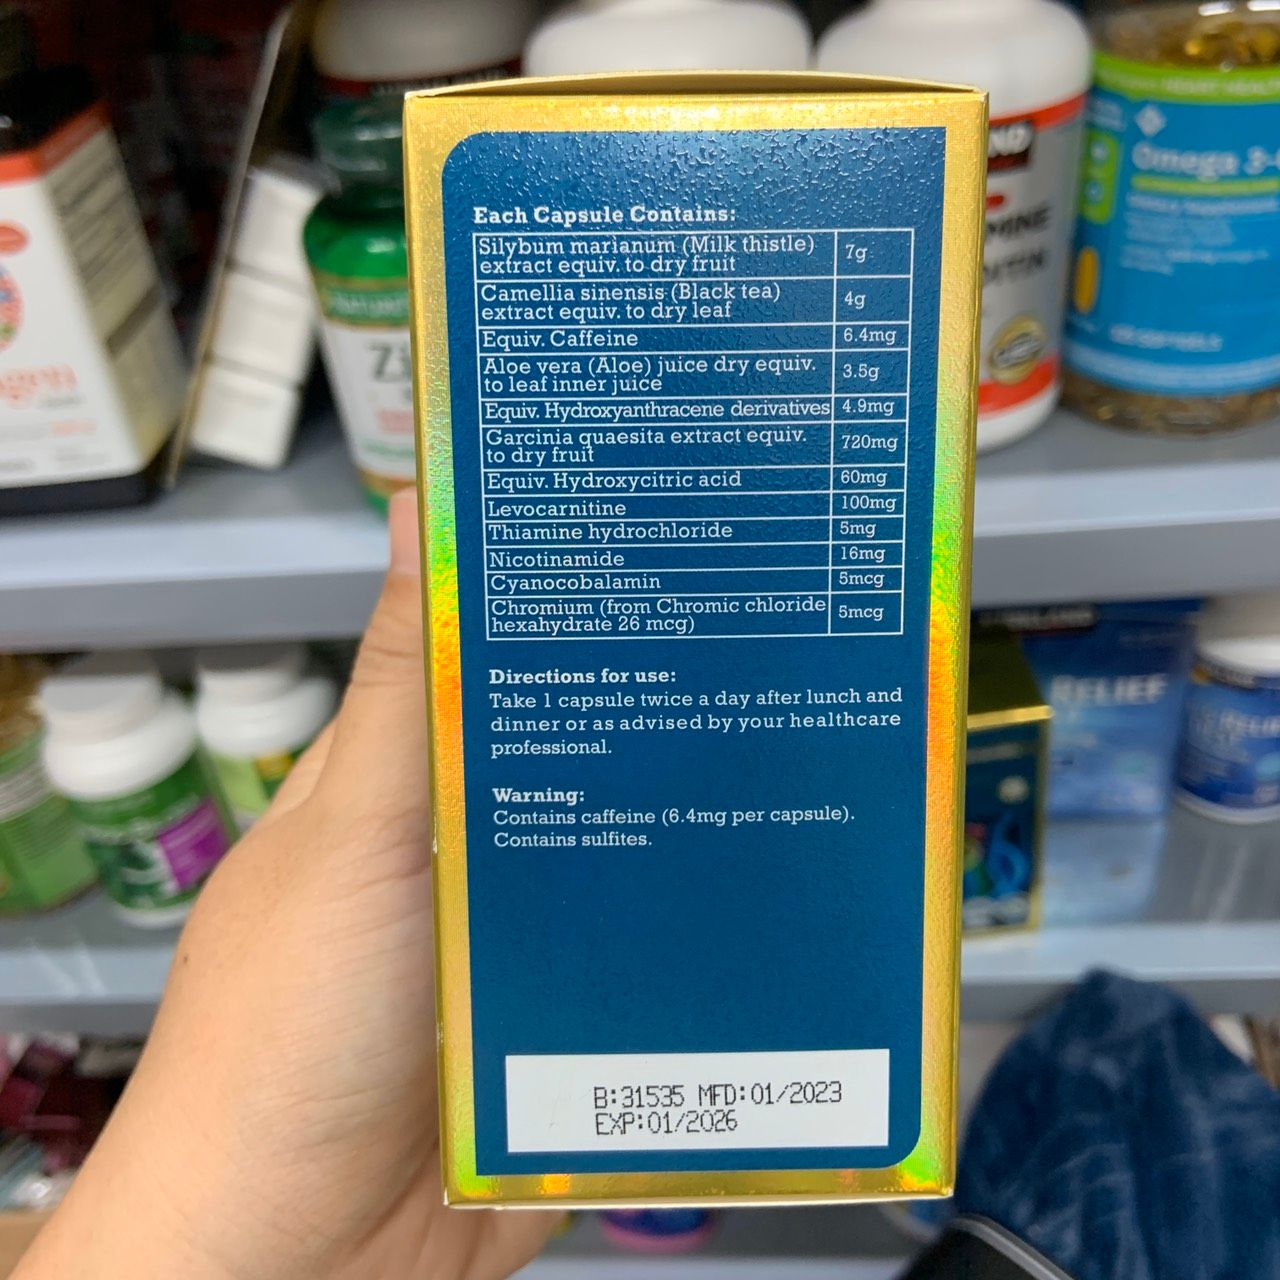 Each Capsule Contains:
Silybum marianum (Milk thistle)
extract equiv. to dry fruit
7g
Camellia sinensis (Black tea)
extract equiv. to dry leaf
4g
Equiv. Caffeine
6.4mg
Aloe vera (Aloe) juice dry equiv.
to leaf inner juice
3.5g
Equiv. Hydroxyanthracene derivatives
4.9mg
Garcinia quaesita extract equiv.
to dry fruit
720mg
Equiv. Hydroxycitric acid
60mg
Levocarnitine
100mg
Thiamine hydrochloride
5mg
Nicotinamide
16mg
Cyanocobalamin
5mcg
Chromium (from Chromic chloride
hexahydrate 26 mcg)
5mcg
Directions for use:
Take 1 capsule twice a day after lunch and
dinner or as advised by your healthcare
professional.
Warning:
Contains caffeine (6.4mg per capsule).
Contains sulfites.
B:31535 MFD:01/2023
EXP:01/2026
Omega 3-
RELIEF